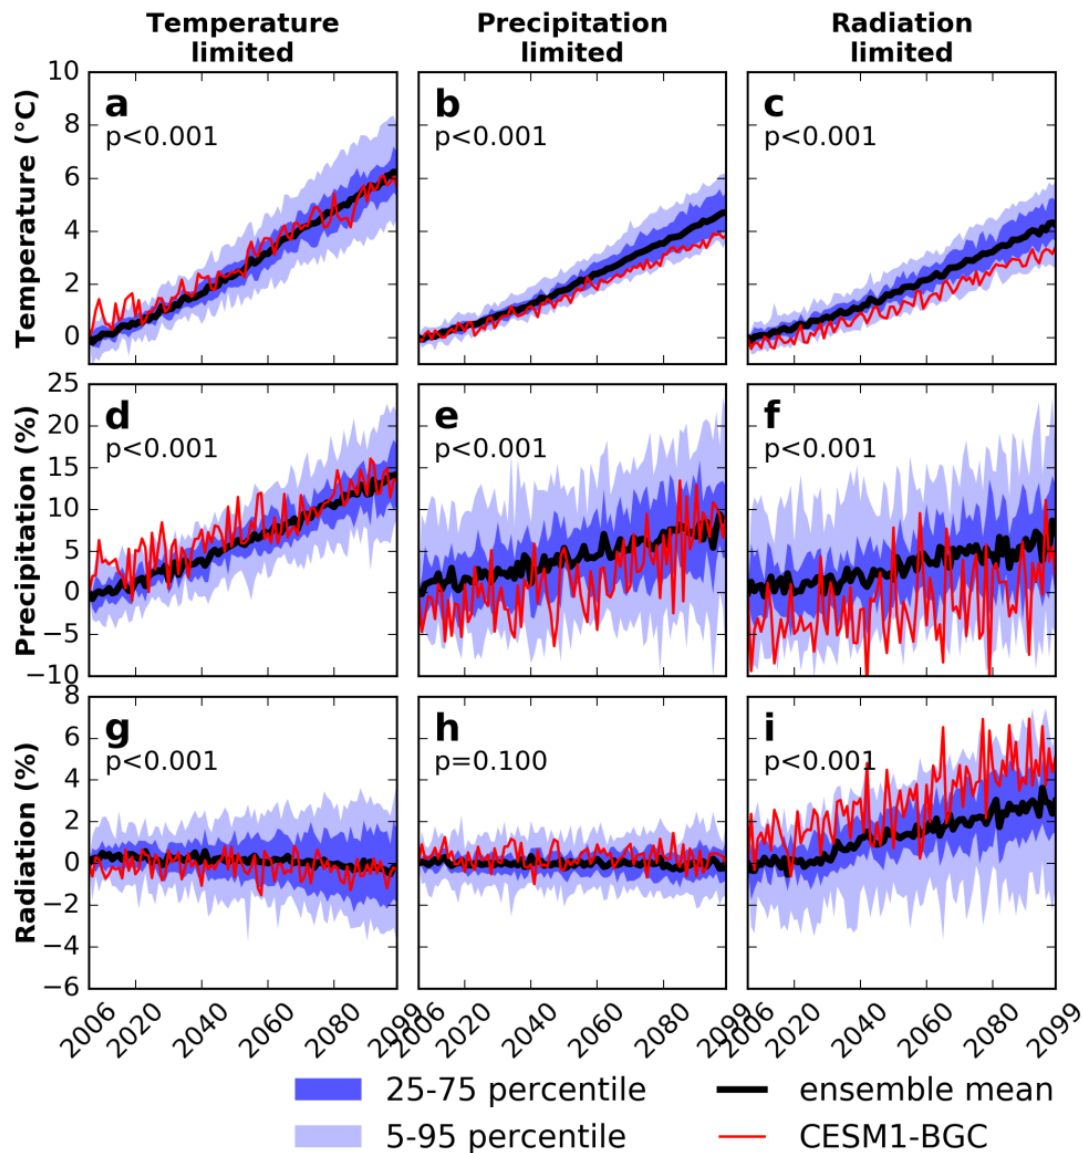 Temperature limited
Precipitation limited
Radiation limited
Temperature (°C)
10
8
6
4
2
0
a
p<0.001
b
p<0.001
c
p<0.001
Precipitation (%)
25
20
15
10
5
0
−5
−10
d
p<0.001
e
p<0.001
f
p<0.001
Radiation (%)
8
6
4
2
0
−2
−4
−6
g
p<0.001
h
p=0.100
i
p<0.001
2006
2020
2040
2060
2080
2099
2006
2020
2040
2060
2080
2099
2006
2020
2040
2060
2080
2099
25-75 percentile
ensemble mean
5-95 percentile
CESM1-BGC